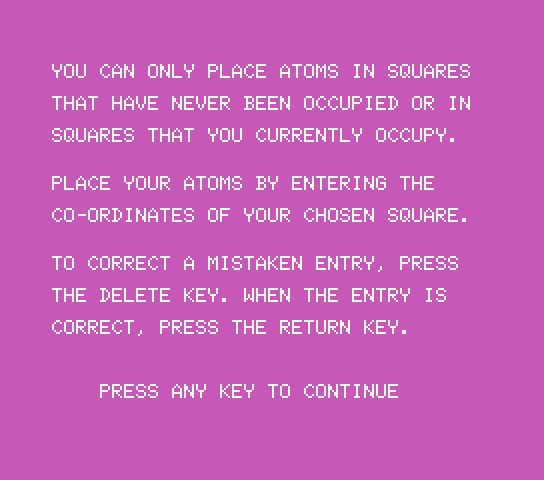 YOU CAN ONLY PLACE ATOMS IN SQUARES
THAT HAVE NEVER BEEN OCCUPIED OR IN
SQUARES THAT YOU CURRENTLY OCCUPY.
PLACE YOUR ATOMS BY ENTERING THE
CO-ORDINATES OF YOUR CHOSEN SQUARE.
TO CORRECT A MISTAKEN ENTRY, PRESS
THE DELETE KEY. WHEN THE ENTRY IS
CORRECT, PRESS THE RETURN KEY.
PRESS ANY KEY TO CONTINUE